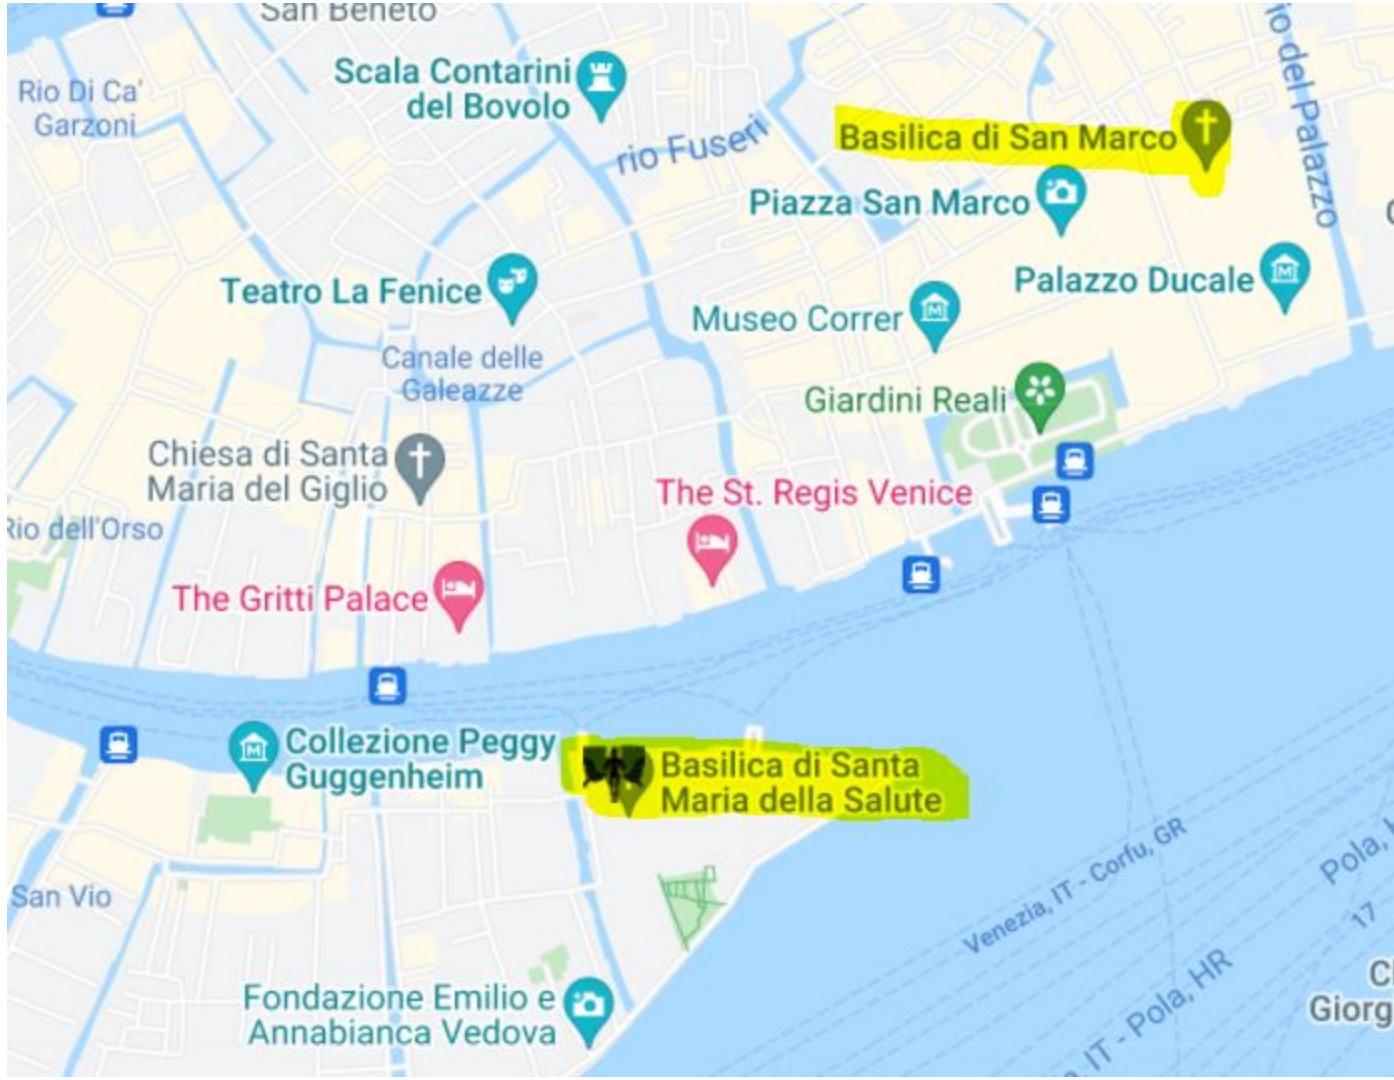 San Beneto
Scala Contarini
del Bovolo
Rio Di Ca'
Garzoni
rio Fuseri
Basilica di San Marco
io del Palazzo
Piazza San Marco
Palazzo Ducale
Teatro La Fenice
Museo Correr
Canale delle
Galeazze
Giardini Reali
Chiesa di Santa
Maria del Giglio
The St. Regis Venice
Rio dell'Orso
The Gritti Palace
Collezione Peggy
Guggenheim
Basilica di Santa
Maria della Salute
San Vio
Venezia, IT - Corfu, GR
Pola,
17
Fondazione Emilio e
Annabianca Vedova
IT - Pola, HR
Giorg